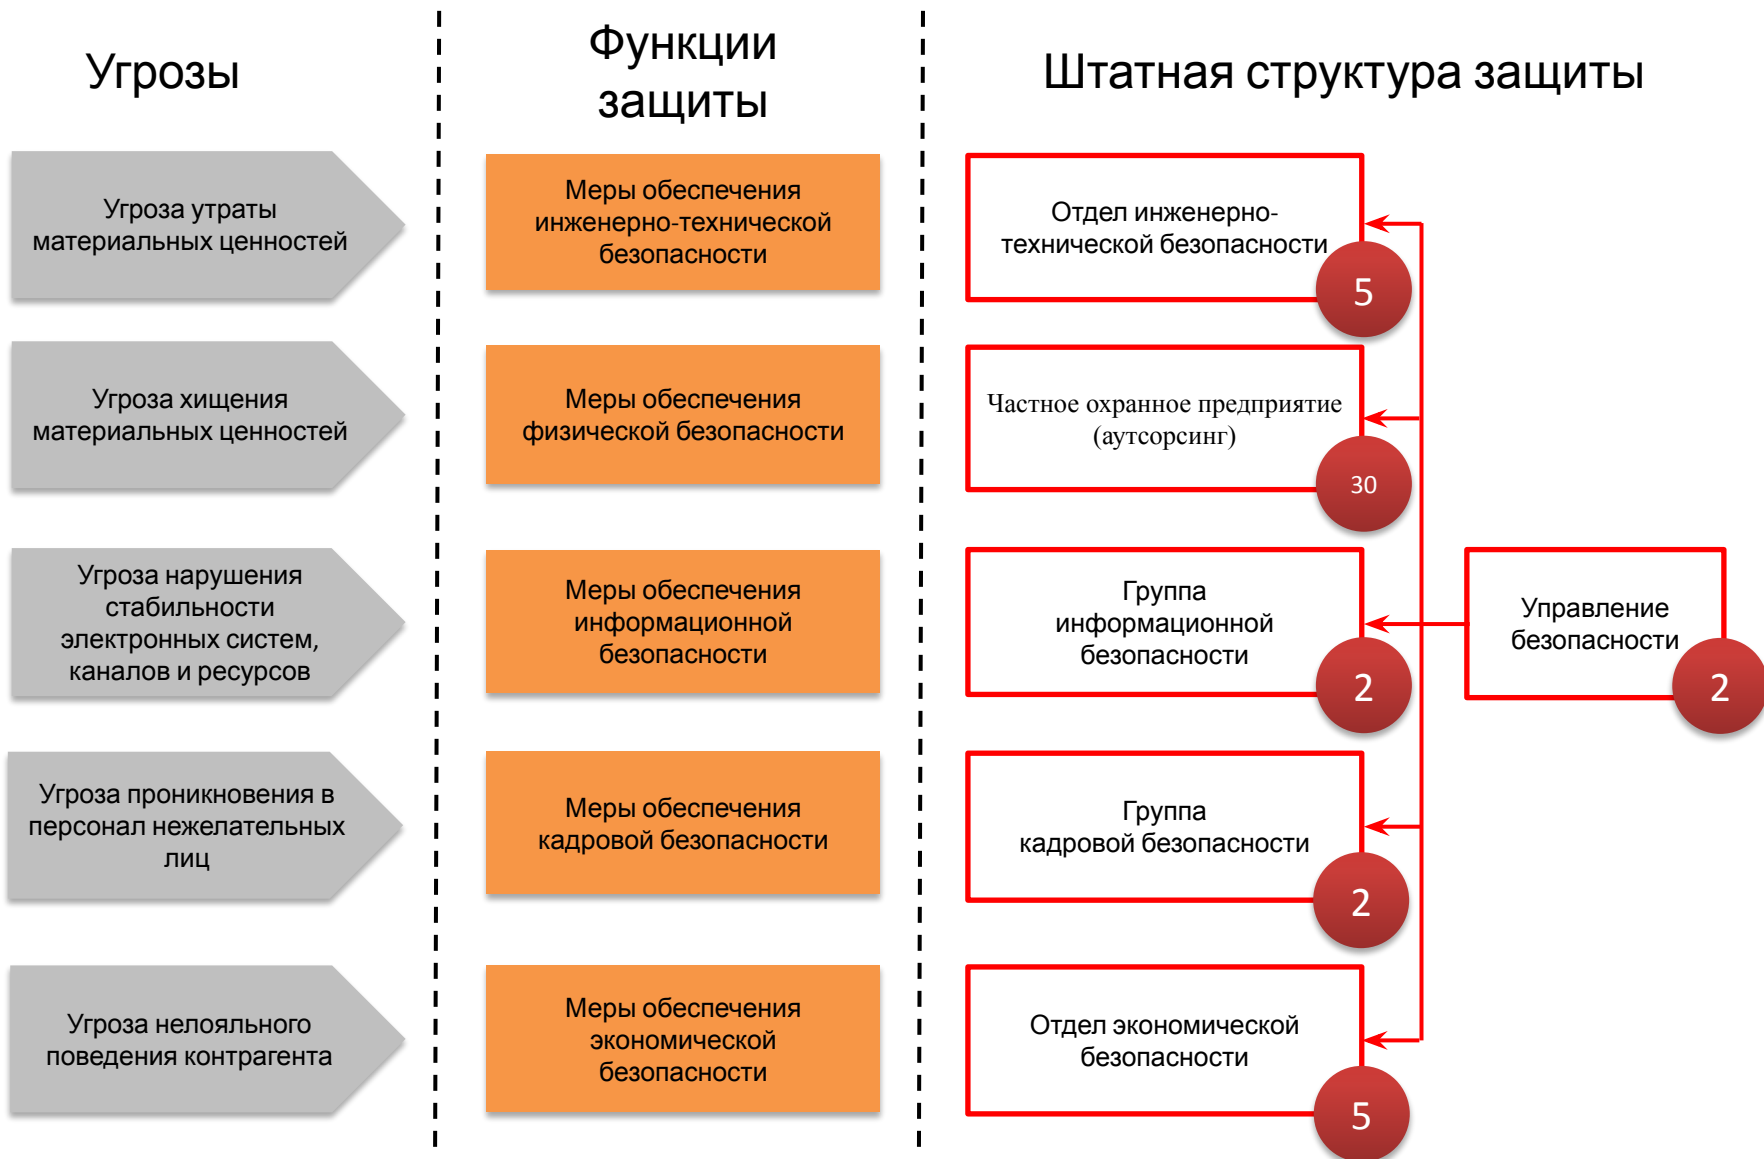 Угрозы
Функции
защиты
Штатная структура защиты
Угроза утраты
материальных ценностей
Меры обеспечения
инженерно-технической
безопасности
Отдел инженерно-
технической безопасности
5
Угроза хищения
материальных ценностей
Меры обеспечения
физической безопасности
Частное охранное предприятие
(аутсорсинг)
30
Угроза нарушения
стабильности
электронных систем,
каналов и ресурсов
Меры обеспечения
информационной
безопасности
Группа
информационной
безопасности
2
Управление
безопасности
2
Угроза проникновения в
персонал нежелательных
лиц
Меры обеспечения
кадровой безопасности
Группа
кадровой безопасности
2
Угроза нелояльного
поведения контрагента
Меры обеспечения
экономической
безопасности
Отдел экономической
безопасности
5